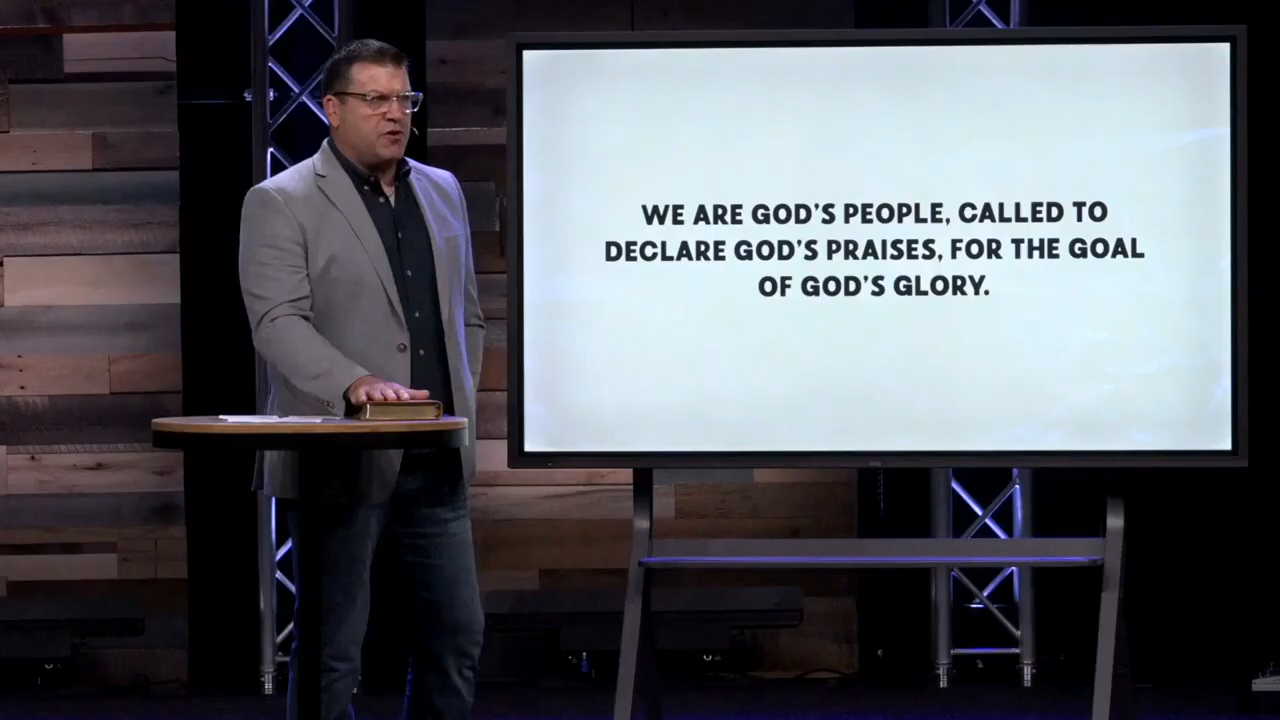 WE ARE GOD'S PEOPLE, CALLED TO
DECLARE GOD'S PRAISES, FOR THE GOAL
OF GOD'S GLORY.